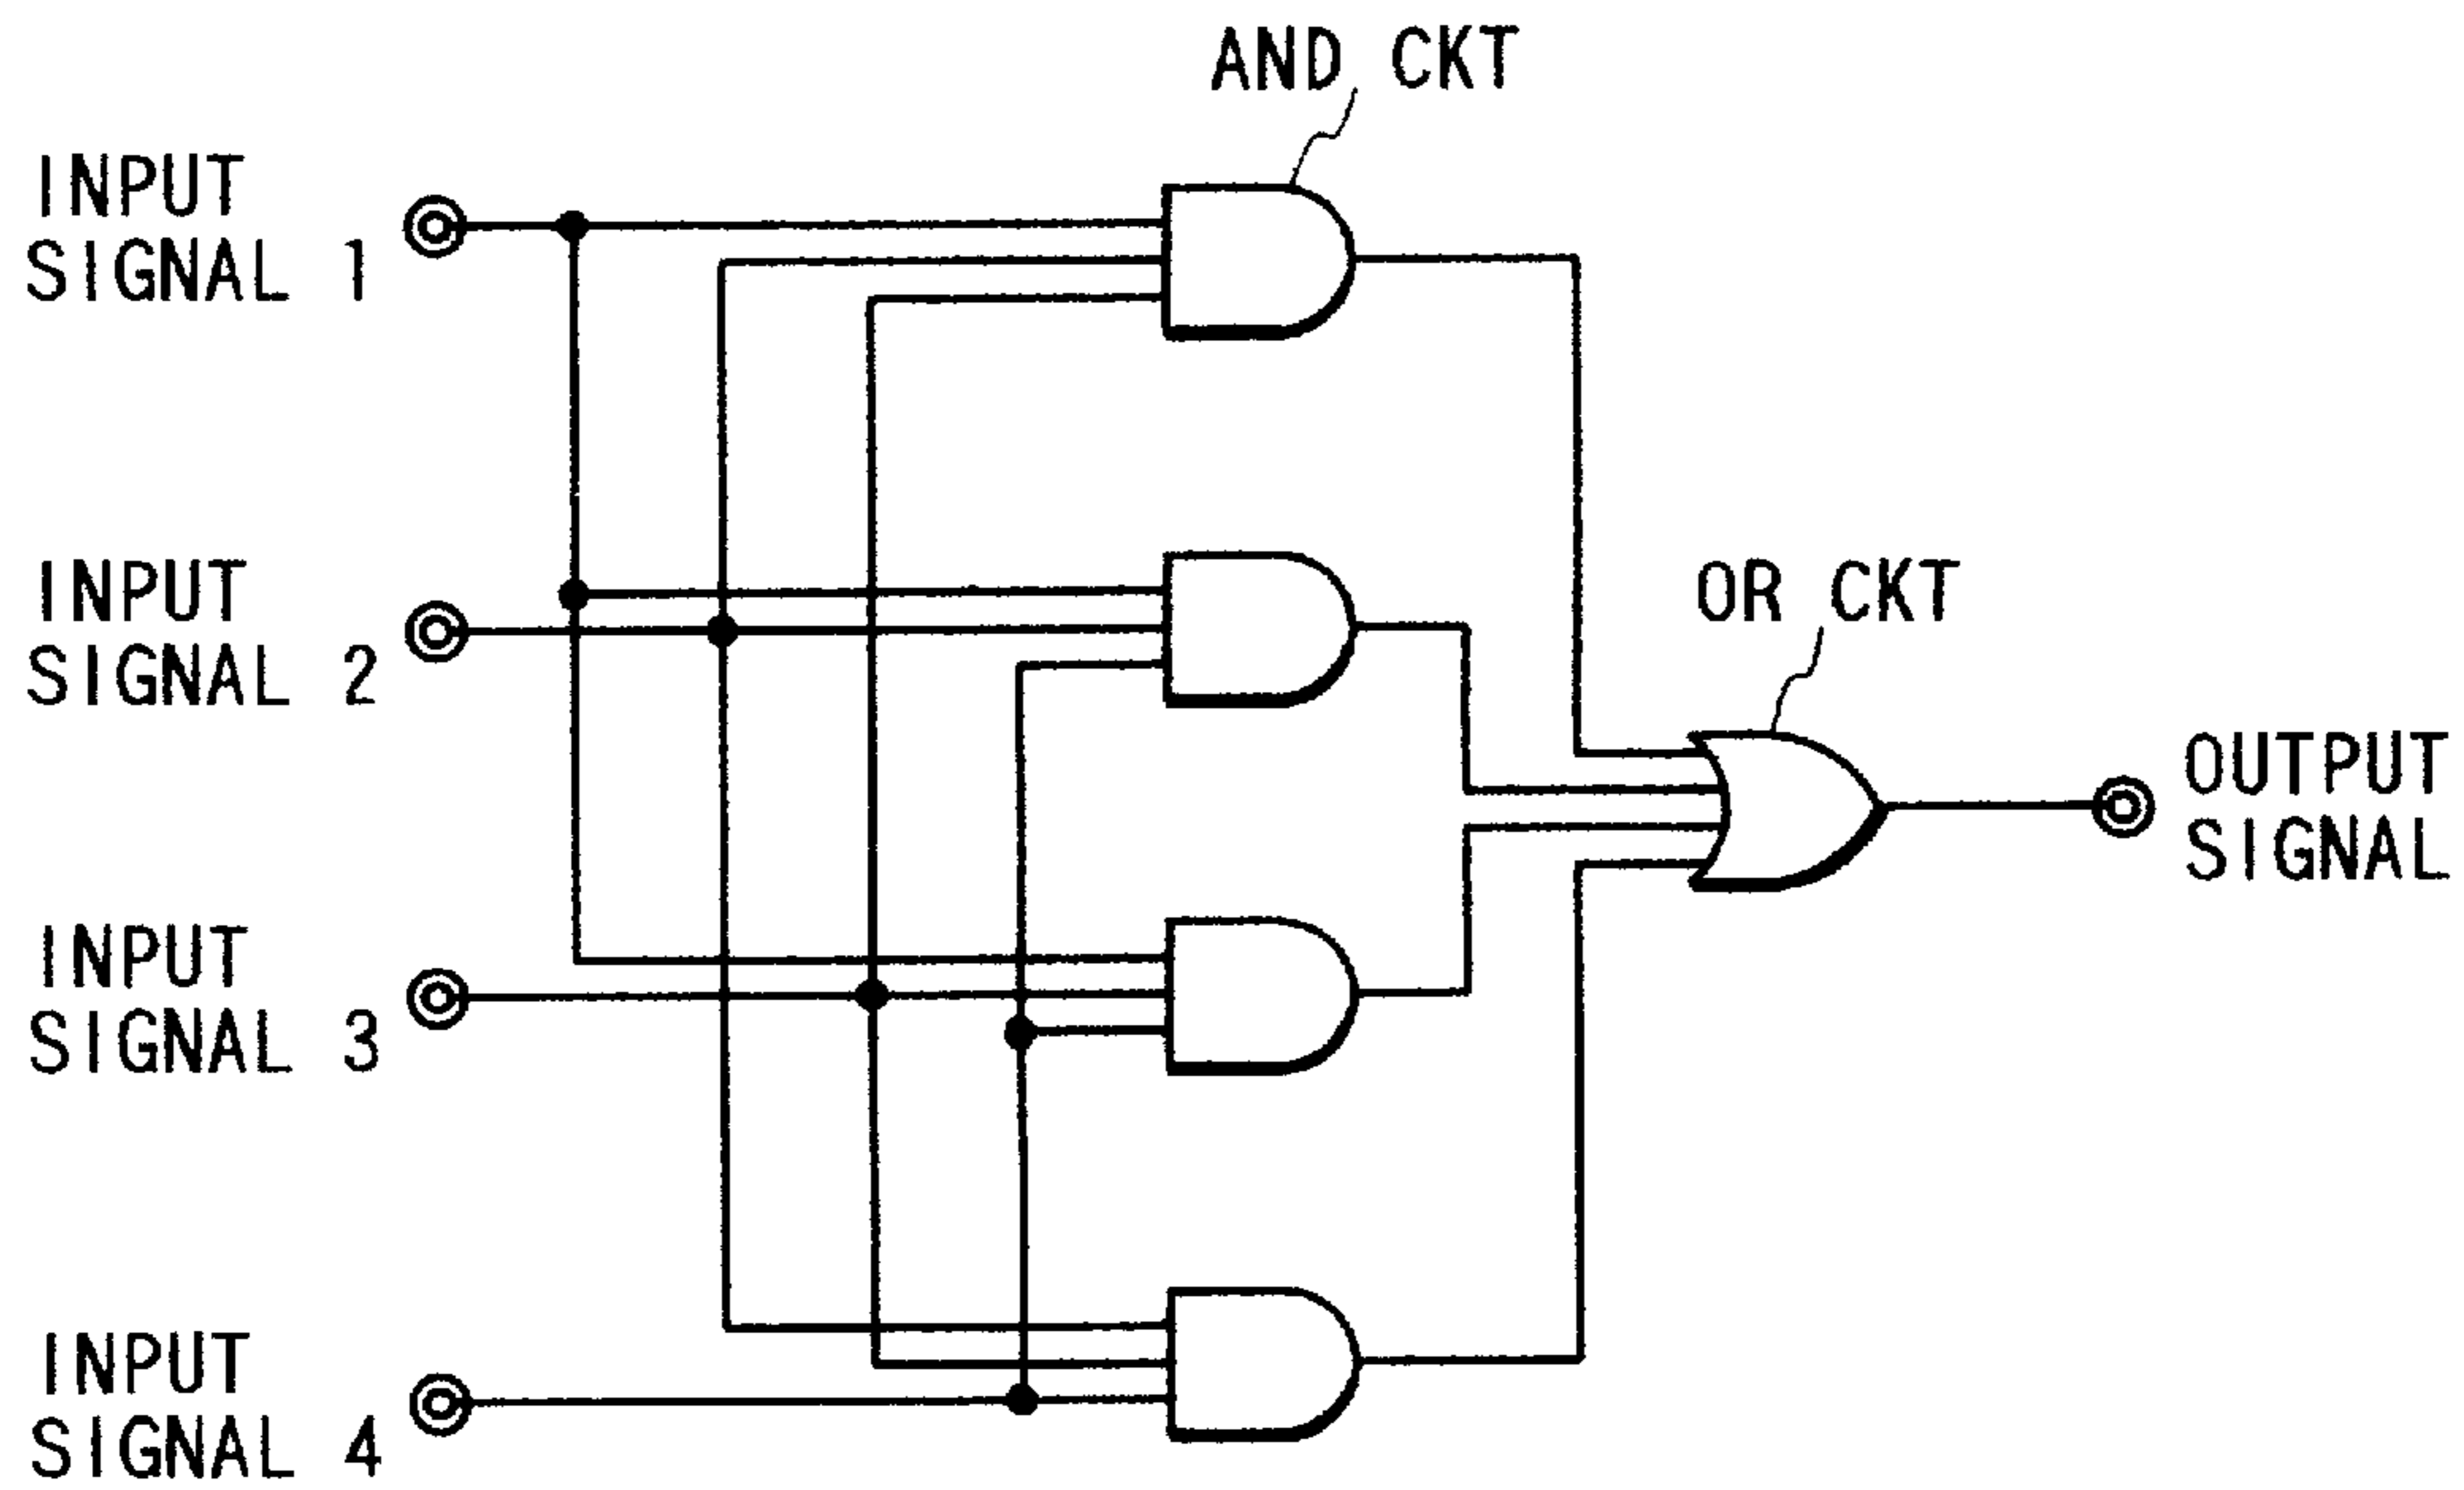 AND CKT
INPUT
SIGNAL 1
INPUT
SIGNAL 2
OR CKT
OUTPUT
SIGNAL
INPUT
SIGNAL 3
INPUT
SIGNAL 4